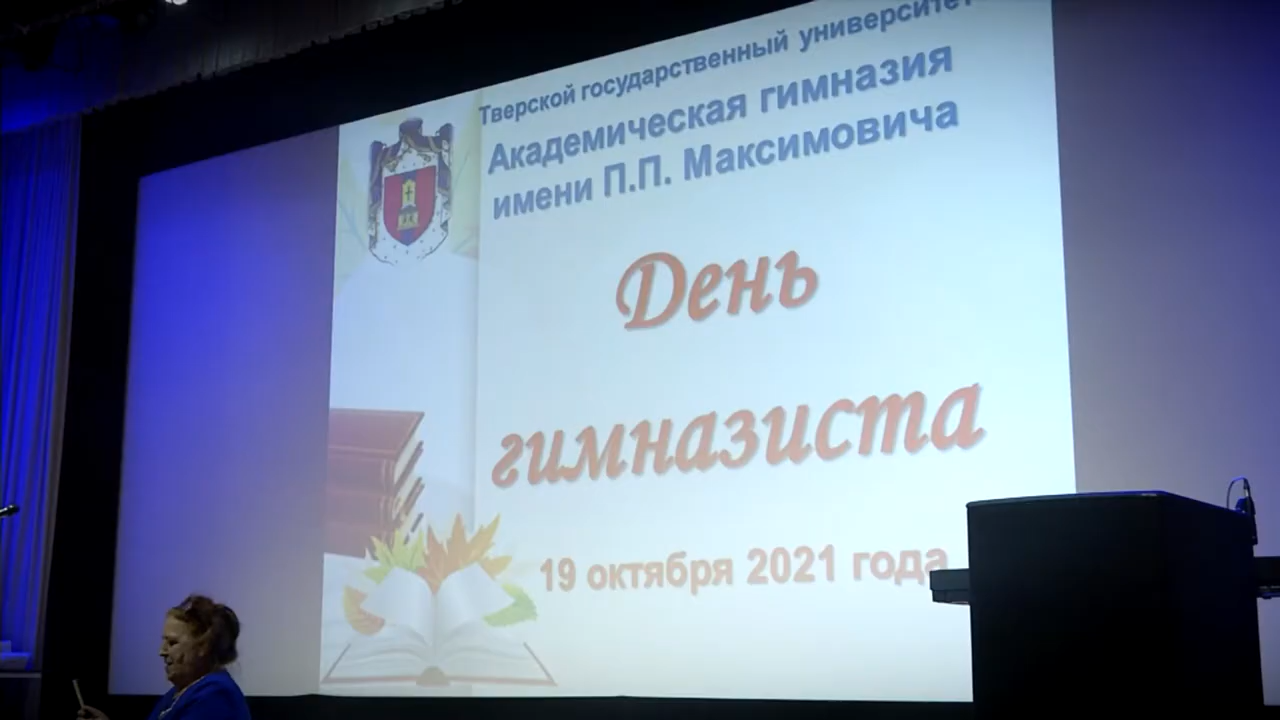 Тверской государственный университет
Академическая гимназия
имени П.П. Максимовича
День
гимназиста
19 октября 2021 года